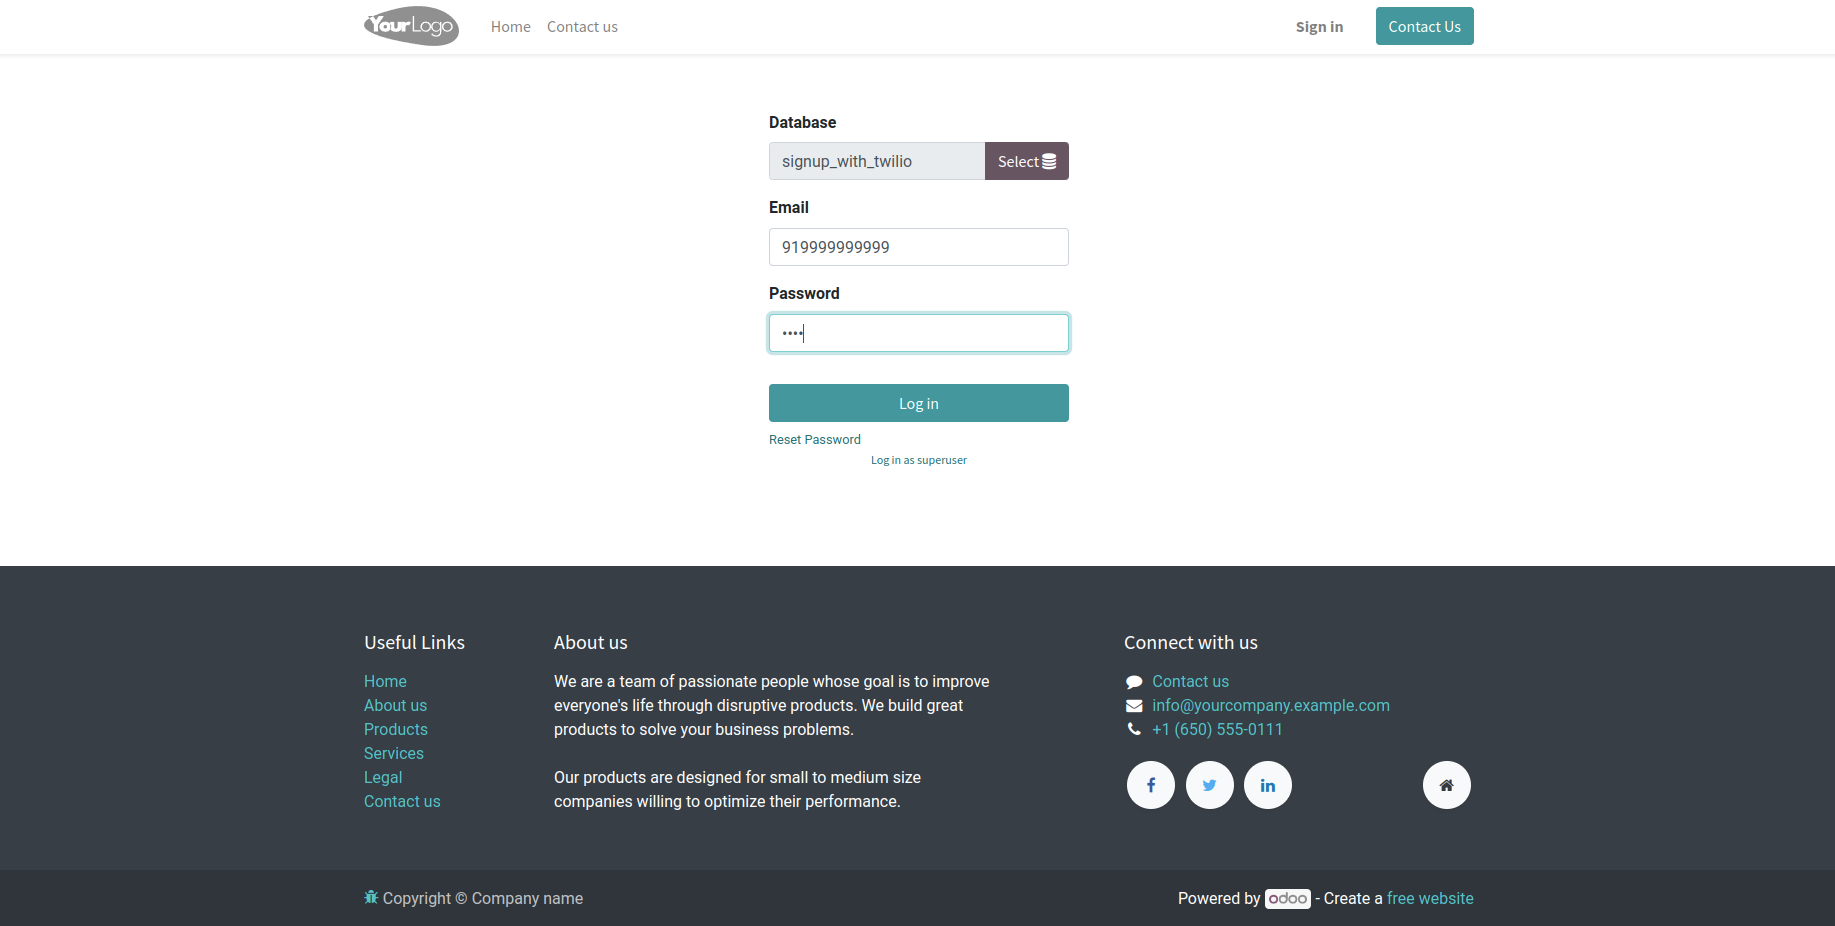 YourLogo Home Contact us Sign in Contact Us
Database
signup_with_twilio Select
Email
919999999999
Password
••••
Log in
Reset Password
Log in as superuser
Useful Links
Home
About us
Products
Services
Legal
Contact us
About us
We are a team of passionate people whose goal is to improve
everyone's life through disruptive products. We build great
products to solve your business problems.
Our products are designed for small to medium size
companies willing to optimize their performance.
Connect with us
Contact us
info@yourcompany.example.com
+1 (650) 555-0111
Copyright © Company name
Powered by odoo - Create a free website